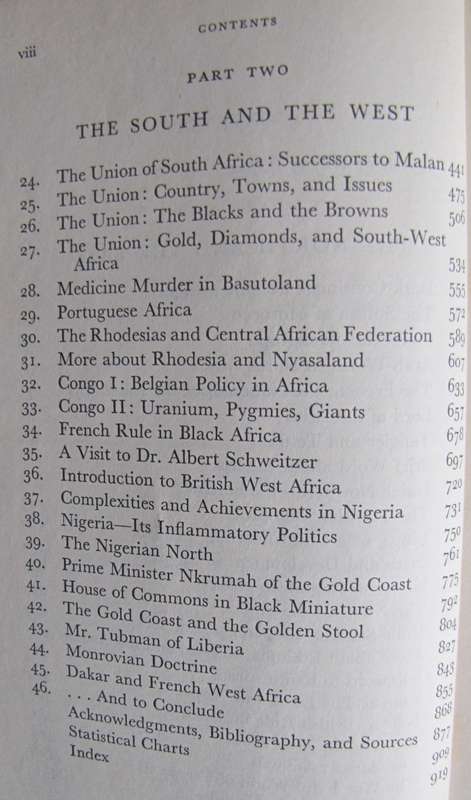 CONTENTS
viii
PART TWO
THE SOUTH AND THE WEST
24. The Union of South Africa: Successors to Malan 441
25. The Union: Country, Towns, and Issues 475
26. The Union: The Blacks and the Browns 506
27. The Union: Gold, Diamonds, and South-West
Africa 534
28. Medicine Murder in Basutoland 555
29. Portuguese Africa 572
30. The Rhodesias and Central African Federation 589
31. More about Rhodesia and Nyasaland 607
32. Congo I: Belgian Policy in Africa 633
33. Congo II: Uranium, Pygmies, Giants 657
34. French Rule in Black Africa 678
35. A Visit to Dr. Albert Schweitzer 697
36. Introduction to British West Africa 720
37. Complexities and Achievements in Nigeria 731
38. Nigeria—Its Inflammatory Politics 750
39. The Nigerian North 761
40. Prime Minister Nkrumah of the Gold Coast 775
41. House of Commons in Black Miniature 792
42. The Gold Coast and the Golden Stool 804
43. Mr. Tubman of Liberia 827
44. Monrovian Doctrine 843
45. Dakar and French West Africa 855
46. . . . And to Conclude 868
Acknowledgments, Bibliography, and Sources 877
Statistical Charts 909
Index 919